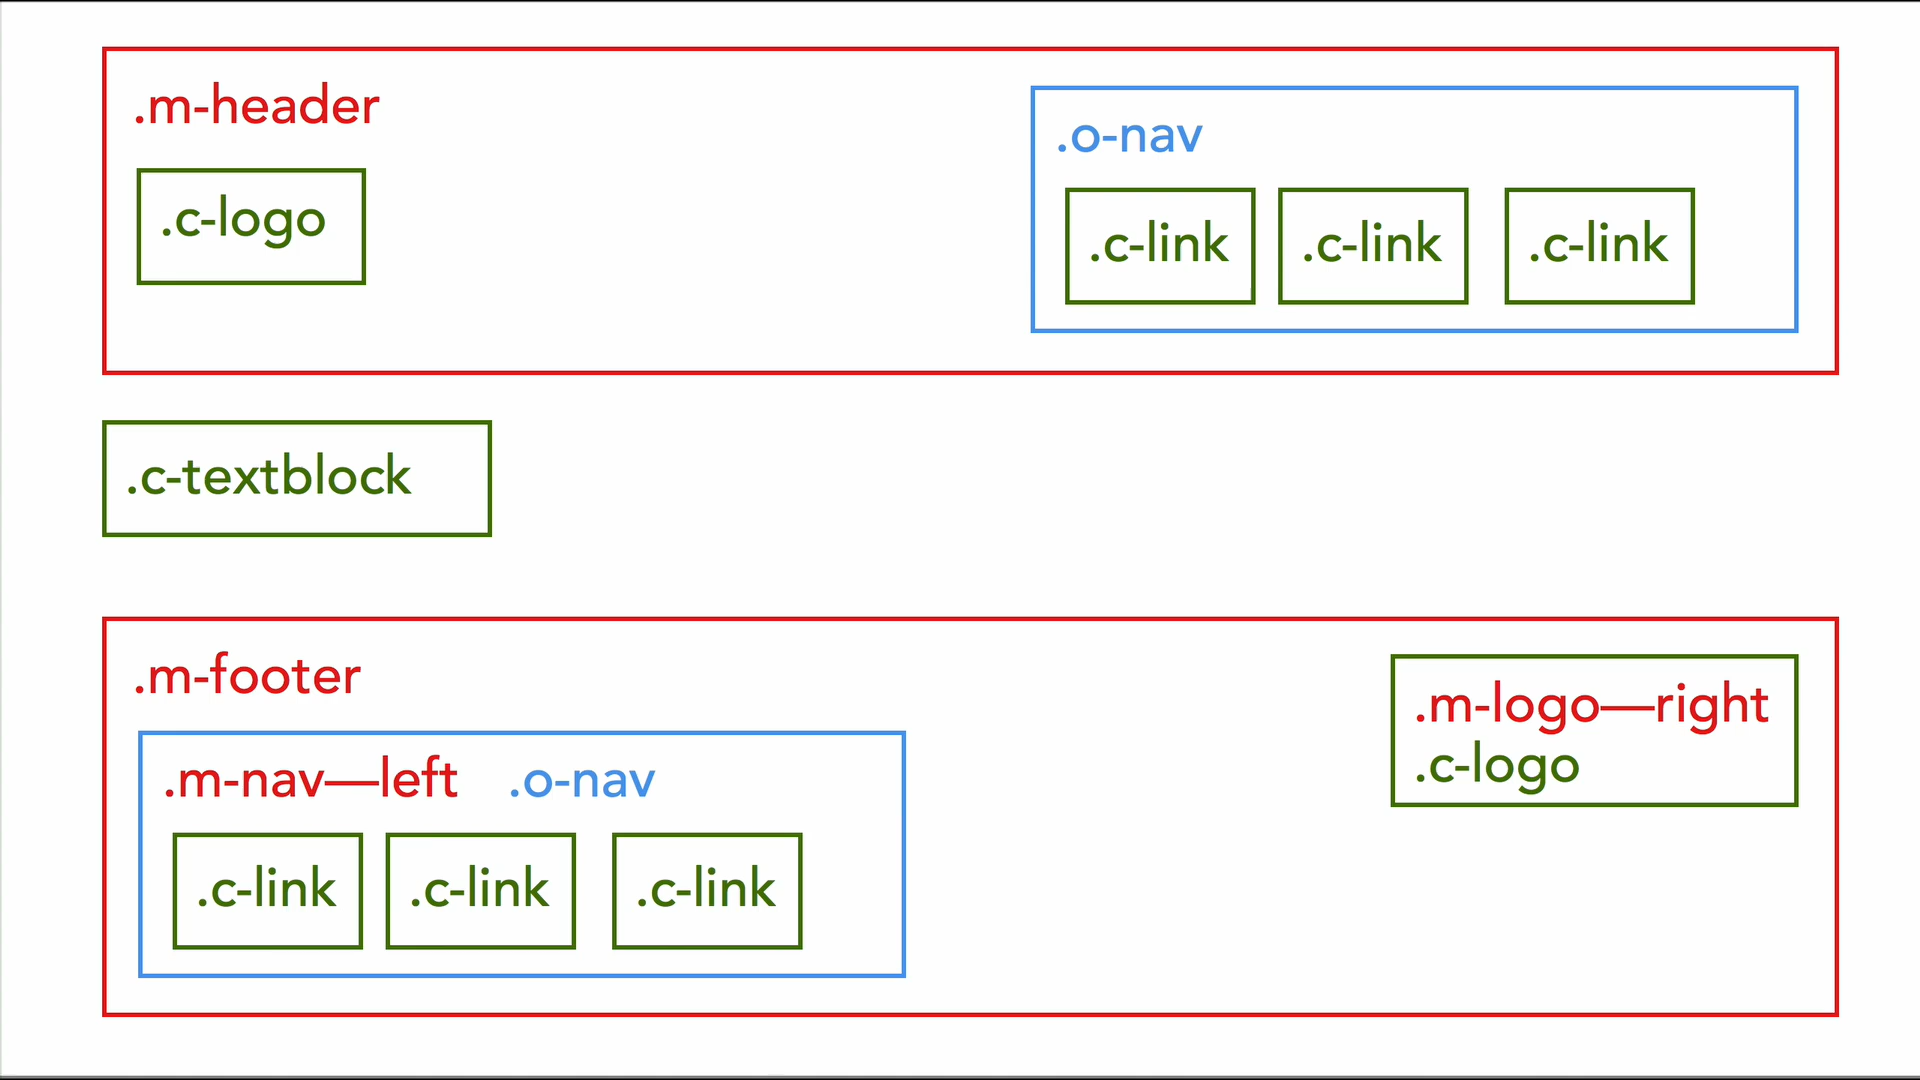 .m-header
.c-logo
.o-nav
.c-link .c-link .c-link
.c-textblock
.m-footer
.m-nav—left .o-nav
.c-link .c-link .c-link
.m-logo—right
.c-logo